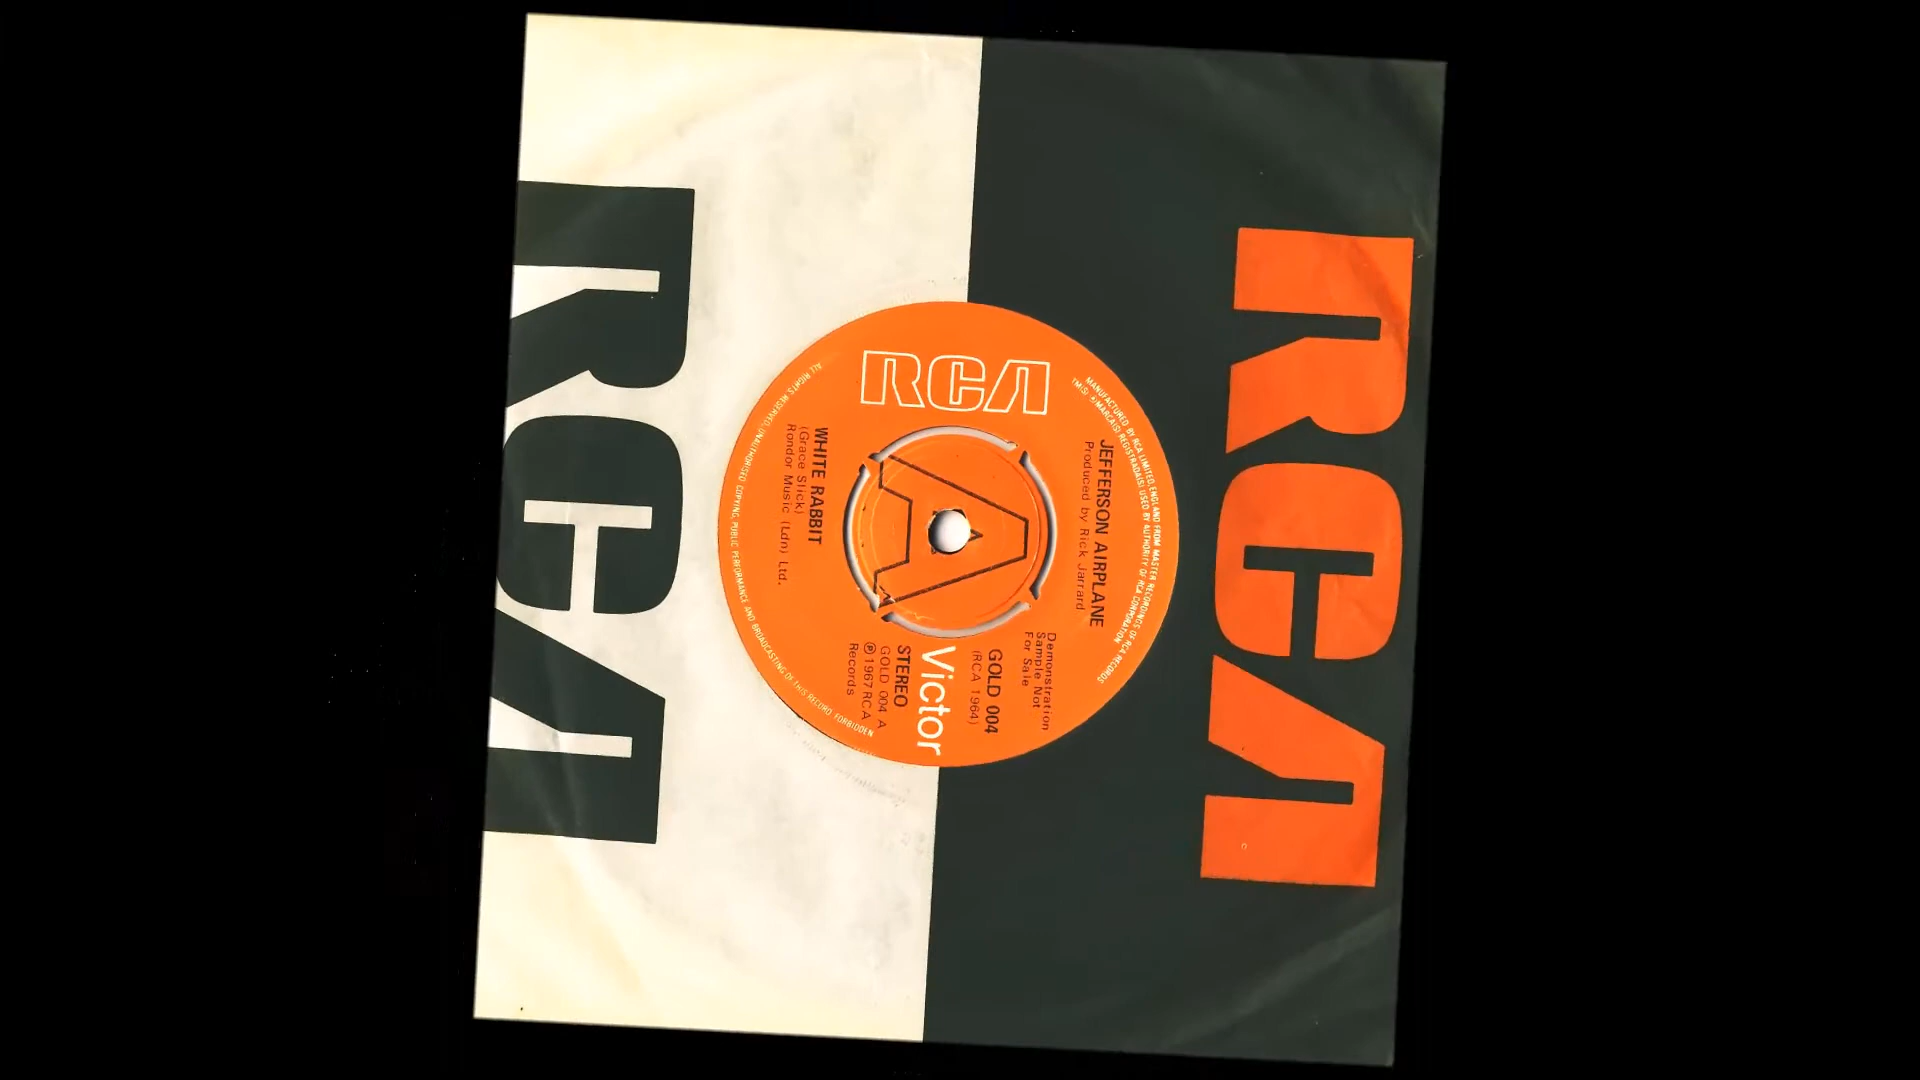 RCA
RCA
RCA
MANUFACTURED BY RCA LIMITED, ENGLAND FROM MASTER RECORDINGS OF RCA RECORDS
TM(S) ® MARCA(S) REGISTRADA(S) USED BY AUTHORITY OF RCA CORPORATION
JEFFERSON AIRPLANE
Produced by Rick Jarrard
Demonstration
Sample Not
For Sale
GOLD 004
(RCA 1964)
A
Victor
STEREO
GOLD 004 A
Ⓟ 1967 RCA
Records
WHITE RABBIT
(Grace Slick)
Rondor Music (Ldn) Ltd.
ALL RIGHTS RESERVED. UNAUTHORISED COPYING, PUBLIC PERFORMANCE AND BROADCASTING OF THIS RECORD FORBIDDEN